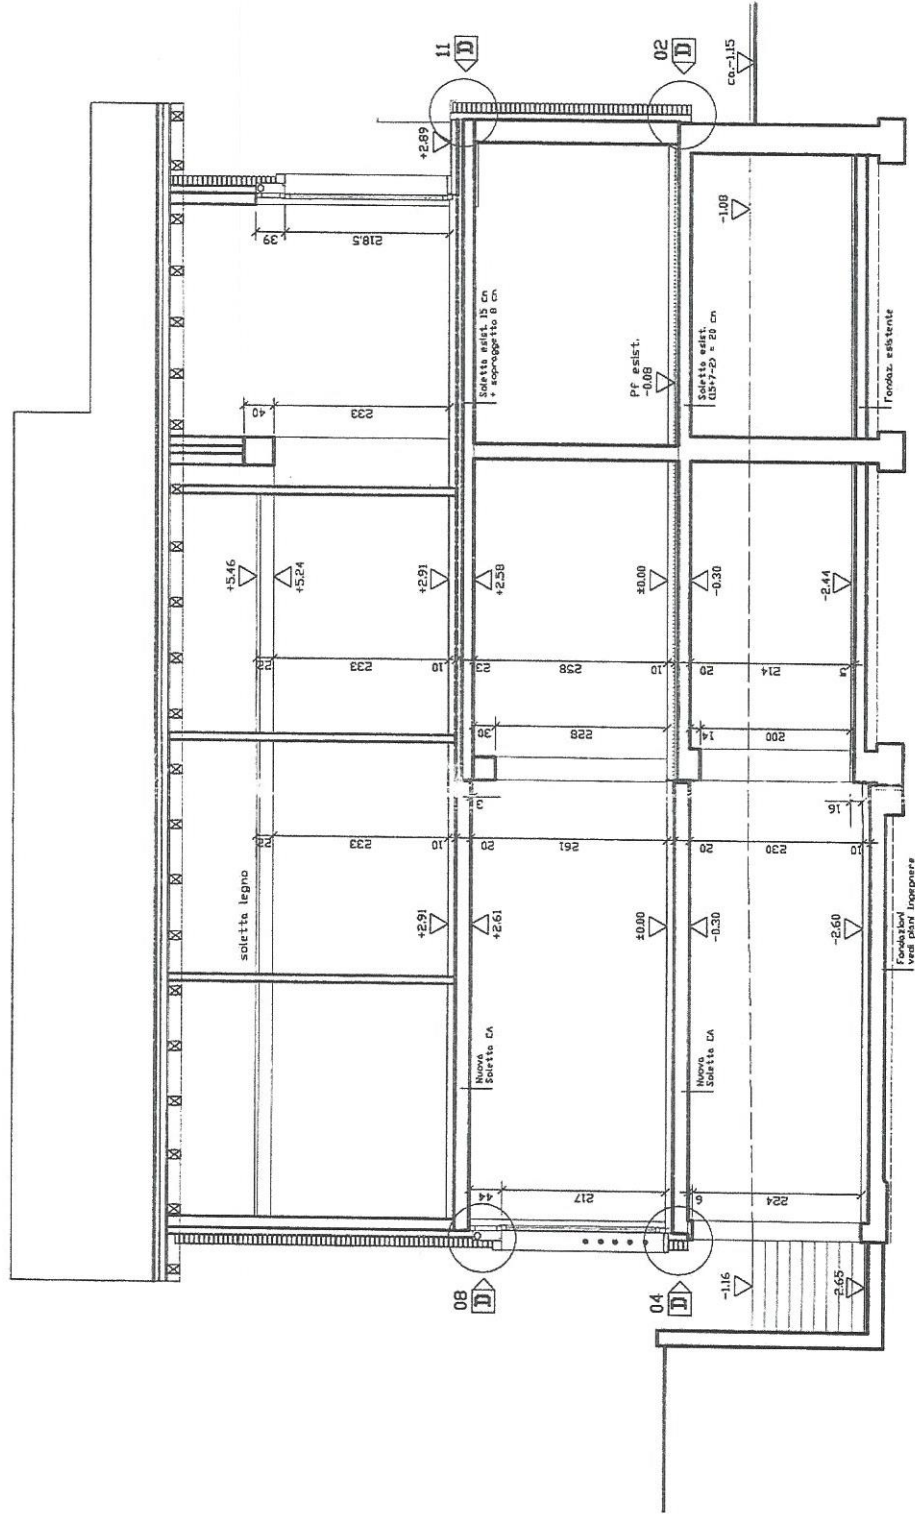 11
D
02
D
ca.-1.15
+2.89
-1.08
39
218.5
Soletta esist. 15 cm
+ sopraggetto 8 cm
Pf esist.
-0.08
Soletta esist.
(15+7-2) = 20 cm
Fondaz. esistente
40
233
+5.46
+5.24
+2.91
+2.58
±0.00
-0.30
-2.44
22
233
10
23
258
10
20
214
30
228
14
200
3
16
22
233
10
20
261
20
230
10
soletta legno
+2.91
+2.61
±0.00
-0.30
-2.60
Fondazioni
vedi piani ingegnere
Nuova
Soletta CA
Nuova
Soletta CA
44
217
6
224
08
D
04
D
-1.16
-2.65